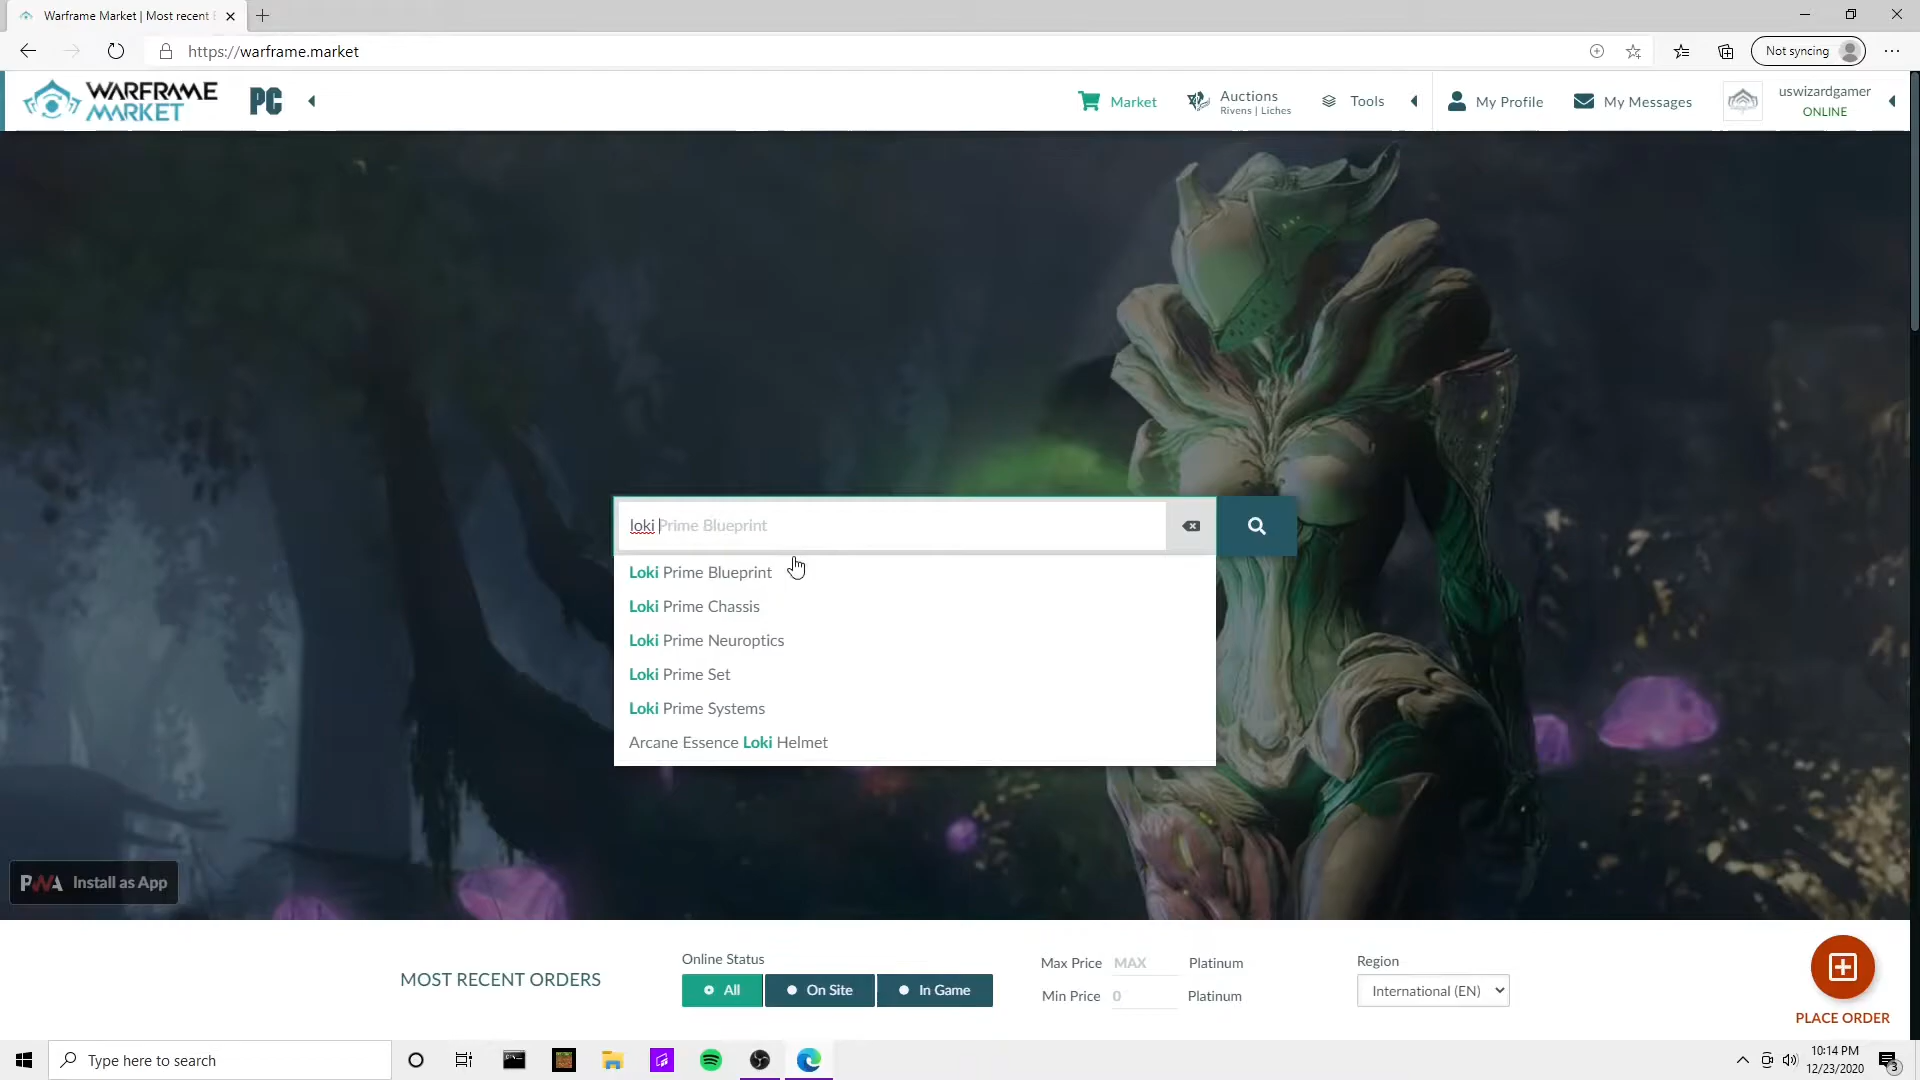 Warframe Market | Most recent
https://warframe.market
Not syncing
WARFRAME
MARKET
PC
Market
Auctions
Rivens | Liches
Tools
My Profile
My Messages
uswizardgamer
ONLINE
loki Prime Blueprint
Loki Prime Blueprint
Loki Prime Chassis
Loki Prime Neuroptics
Loki Prime Set
Loki Prime Systems
Arcane Essence Loki Helmet
PWA Install as App
MOST RECENT ORDERS
Online Status
All
On Site
In Game
Max Price MAX Platinum
Min Price 0 Platinum
Region
International (EN)
PLACE ORDER
Type here to search
10:14 PM
12/23/2020
3